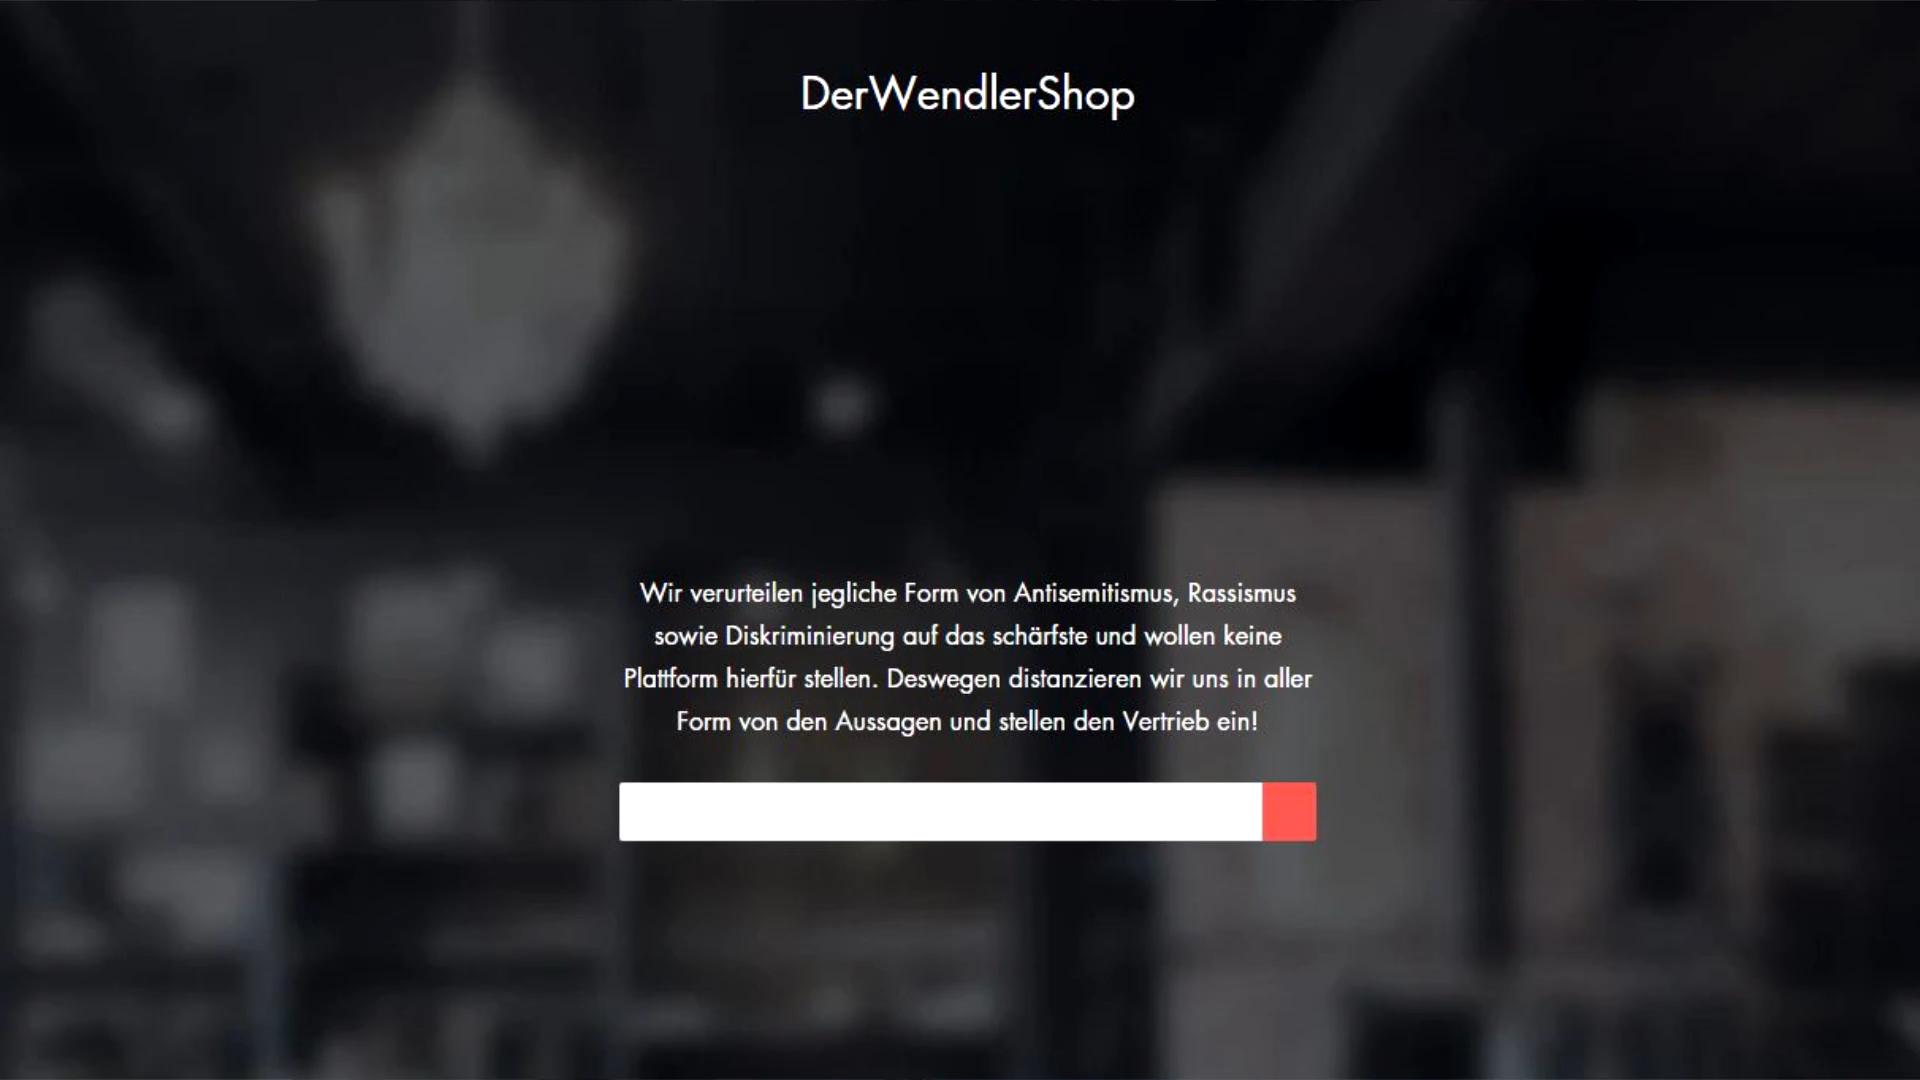 DerWendlerShop
Wir verurteilen jegliche Form von Antisemitismus, Rassismus
sowie Diskriminierung auf das schärfste und wollen keine
Plattform hierfür stellen. Deswegen distanzieren wir uns in aller
Form von den Aussagen und stellen den Vertrieb ein!